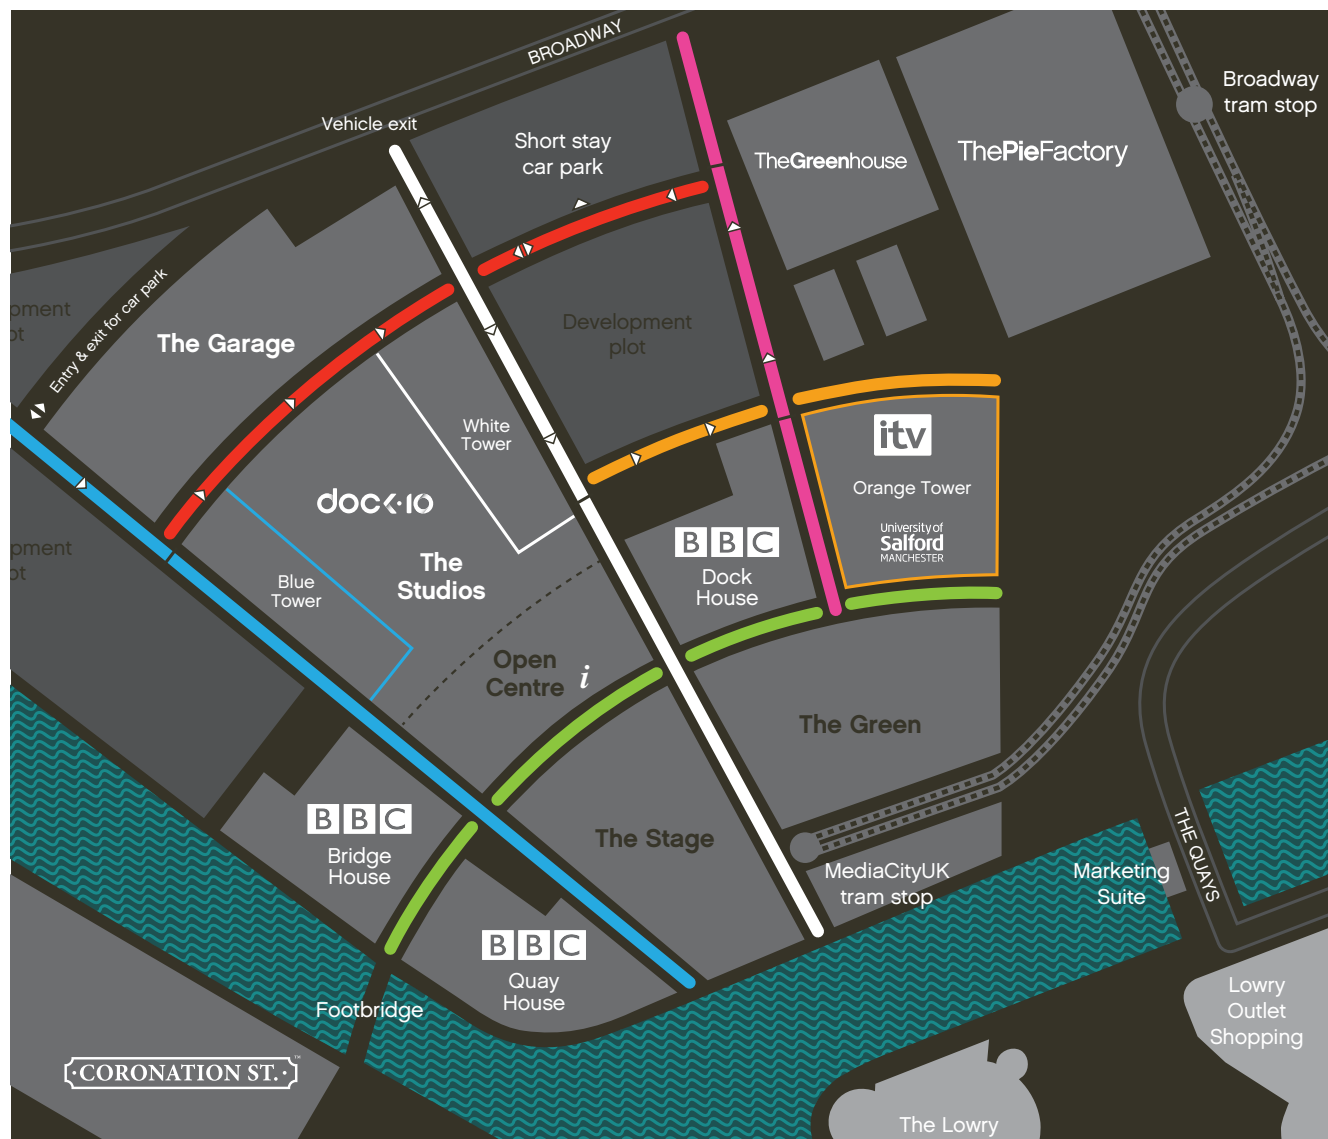 BROADWAY
Broadway
tram stop
Vehicle exit
Short stay
car park
TheGreenhouse
ThePieFactory
Entry & exit for car park
The Garage
Development
plot
itv
White
Tower
dock10
Orange Tower
The
Studios
University of
Salford
MANCHESTER
BBC
Dock
House
Blue
Tower
Open
Centre i
The Green
BBC
Bridge
House
The Stage
MediaCityUK
tram stop
Marketing
Suite
THE QUAYS
BBC
Quay
House
Footbridge
Lowry
Outlet
Shopping
·CORONATION ST.·™
The Lowry